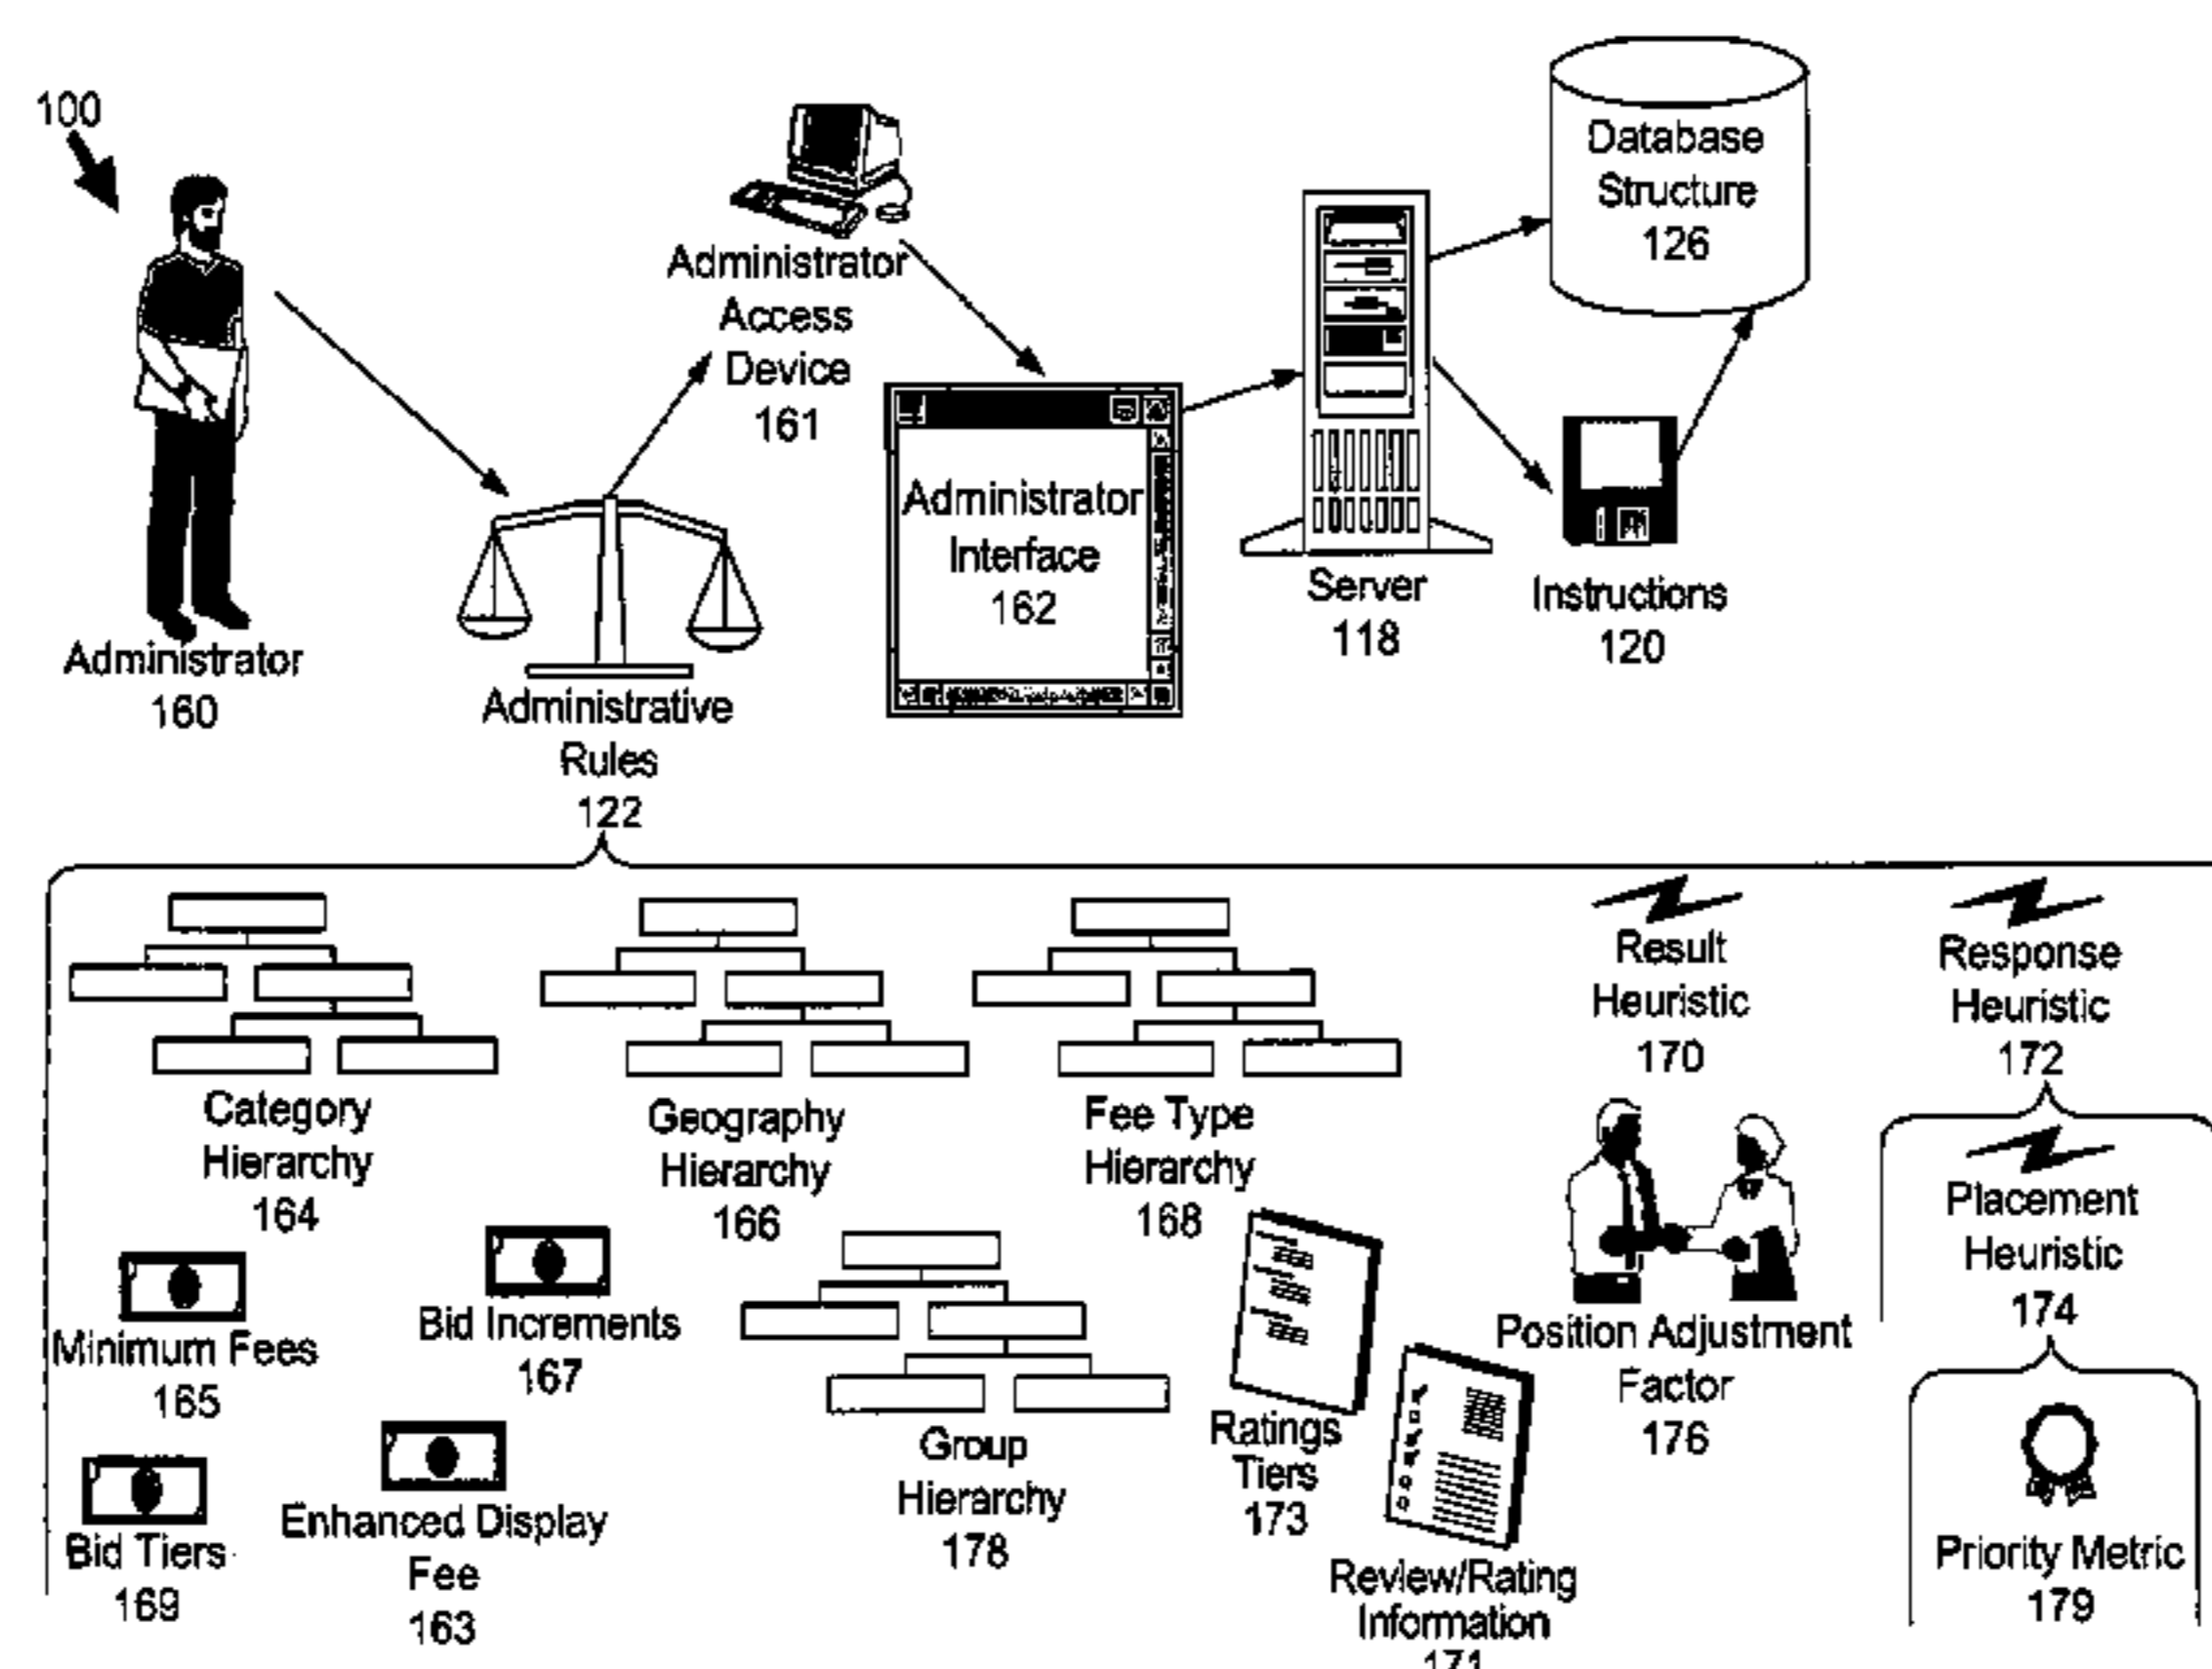 100
Database
Structure
126
Administrator
Access
Device
161
Administrator
Interface
162
Server
118
Instructions
120
Administrator
160
Administrative
Rules
122
Result
Heuristic
170
Response
Heuristic
172
Category
Hierarchy
164
Geography
Hierarchy
166
Fee Type
Hierarchy
168
Placement
Heuristic
174
Minimum Fees
165
Bid Increments
167
Position Adjustment
Factor
176
Bid Tiers
169
Enhanced Display
Fee
163
Group
Hierarchy
178
Ratings
Tiers
173
Review/Rating
Information
171
Priority Metric
179